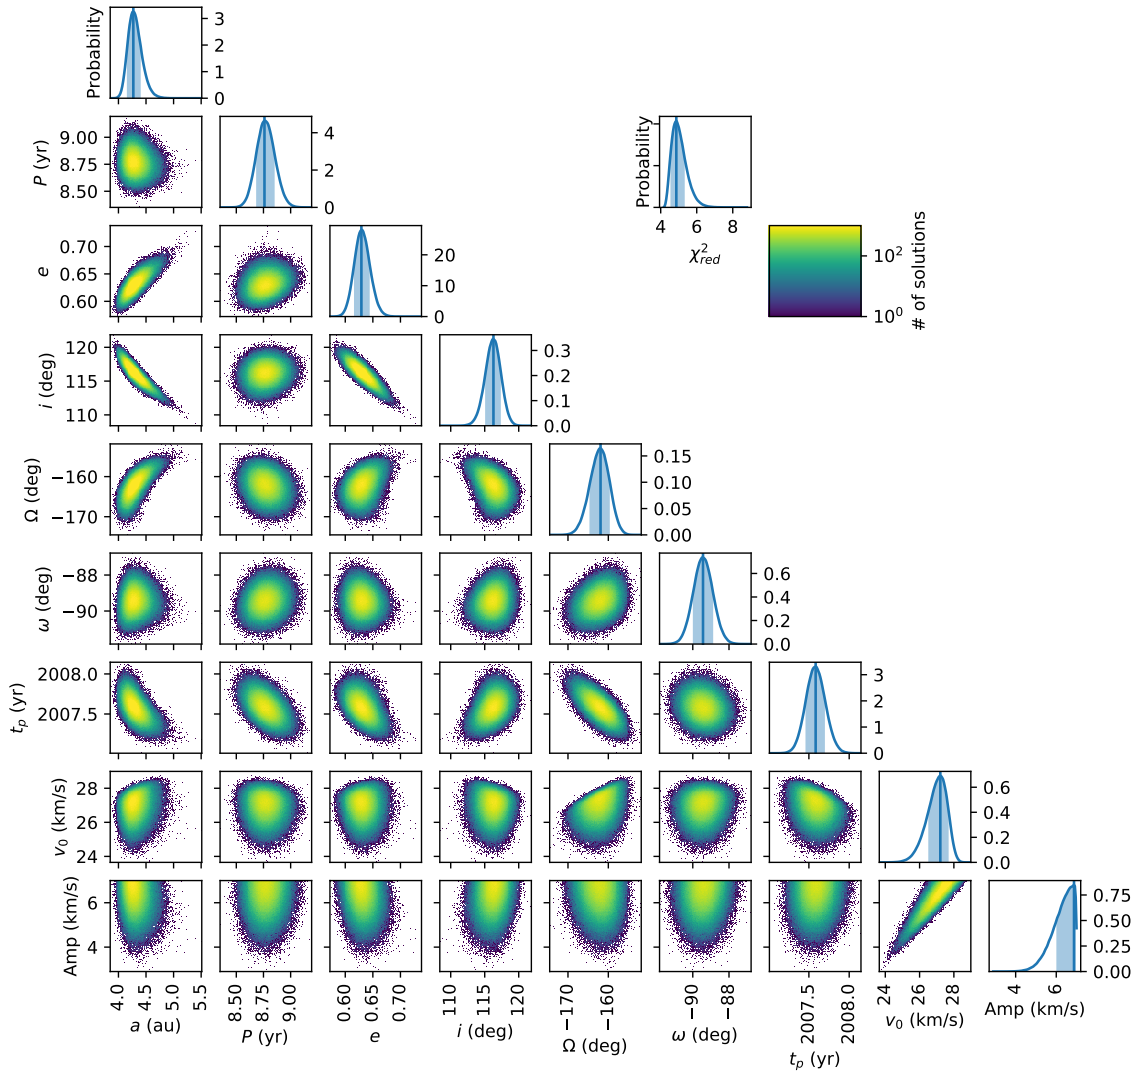 Probability
3
2
1
0
P (yr)
9.00
8.75
8.50
4
2
0
Probability
4 6 8
χ²red
e
0.70
0.65
0.60
20
10
0
10²
10⁰
# of solutions
i (deg)
120
115
110
0.3
0.2
0.1
0.0
Ω (deg)
−160
−170
0.15
0.10
0.05
0.00
ω (deg)
−88
−90
0.6
0.4
0.2
0.0
tp (yr)
2008.0
2007.5
3
2
1
0
v0 (km/s)
28
26
24
0.6
0.4
0.2
0.0
Amp (km/s)
6
4
0.75
0.50
0.25
0.00
4.0 4.5 5.0 5.5
8.50 8.75 9.00
0.60 0.65 0.70
110 115 120
−170 −160
−90 −88
2007.5 2008.0
24 26 28
4 6
a (au)
P (yr)
e
i (deg)
Ω (deg)
ω (deg)
tp (yr)
v0 (km/s)
Amp (km/s)